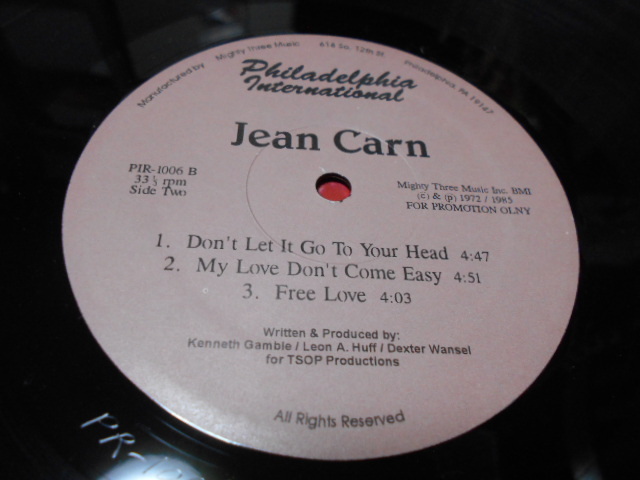 Manufactured by Mighty Three Music 618 So. 12th St. Philadelphia, PA 19147
Philadelphia
International
Jean Carn
PIR-1006 B
33 ⅓ rpm
Side Two
Mighty Three Music Inc. BMI
(c) & (p) 1972 / 1985
FOR PROMOTION OLNY
1. Don't Let It Go To Your Head 4:47
2. My Love Don't Come Easy 4:51
3. Free Love 4:03
Written & Produced by:
Kenneth Gamble / Leon A. Huff / Dexter Wansel
for TSOP Productions
All Rights Reserved